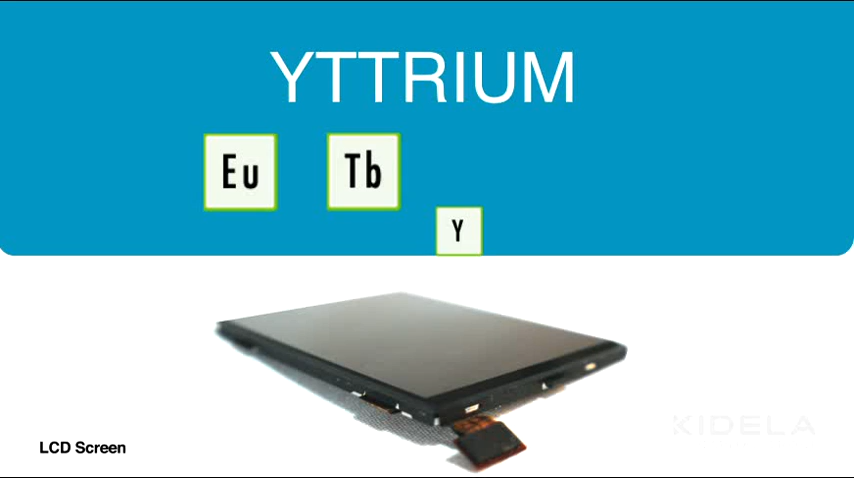 YTTRIUM
Eu
Tb
Y
KIDELA
LCD Screen